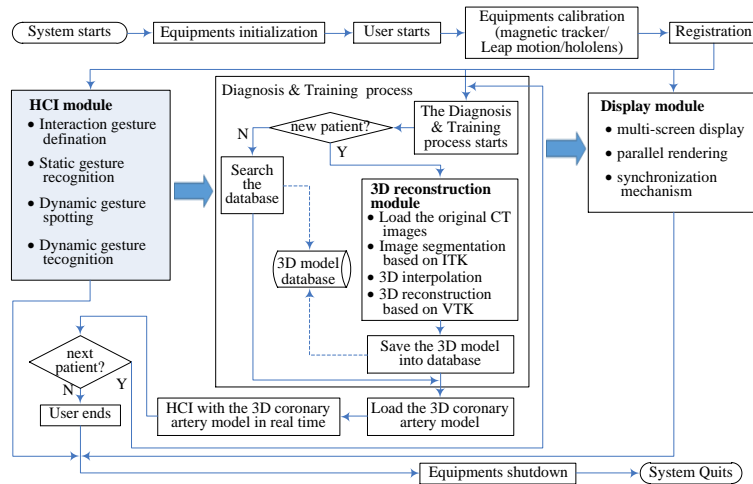 System starts
Equipments initialization
User starts
Equipments calibration
(magnetic tracker/
Leap motion/hololens)
Registration
HCI module
• Interaction gesture
defination
• Static gesture
recognition
• Dynamic gesture
spotting
• Dynamic gesture
tecognition
Diagnosis & Training process
The Diagnosis
& Training
process starts
new patient?
N
Y
Search
the
database
3D reconstruction
module
• Load the original CT
images
• Image segmentation
based on ITK
• 3D interpolation
• 3D reconstruction
based on VTK
3D model
database
Save the 3D model
into database
Display module
• multi-screen display
• parallel rendering
• synchronization
mechanism
next
patient?
N
Y
HCI with the 3D coronary
artery model in real time
Load the 3D coronary
artery model
User ends
Equipments shutdown
System Quits